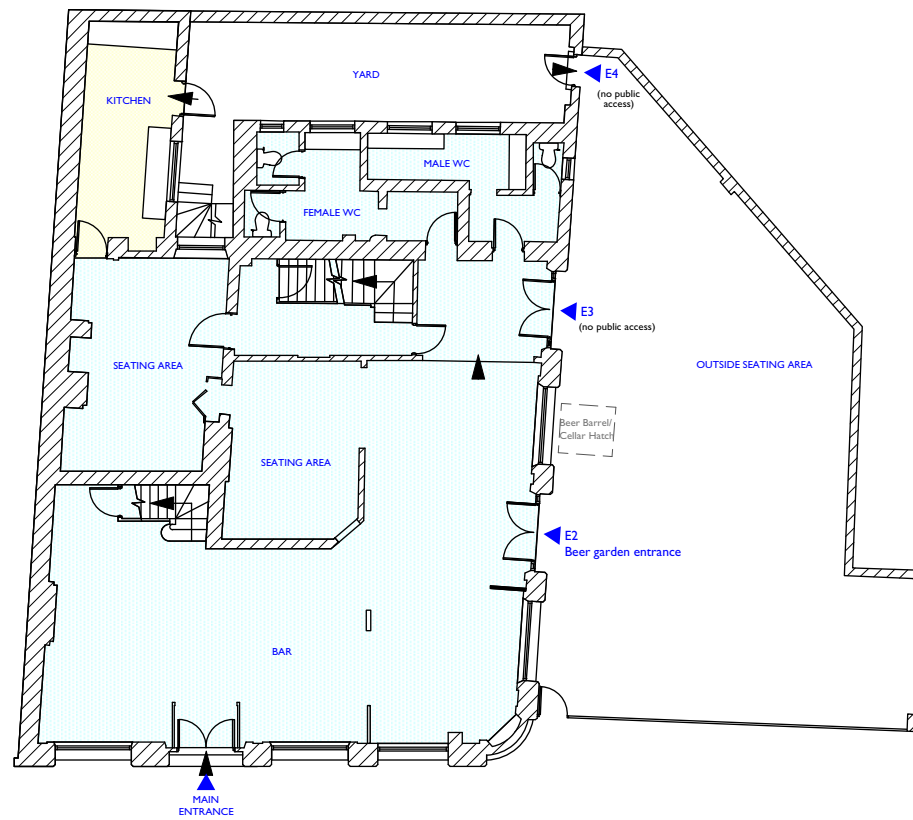 YARD
E4
(no public
access)
KITCHEN
MALE WC
FEMALE WC
E3
(no public access)
SEATING AREA
OUTSIDE SEATING AREA
Beer Barrel/
Cellar Hatch
SEATING AREA
E2
Beer garden entrance
BAR
MAIN
ENTRANCE